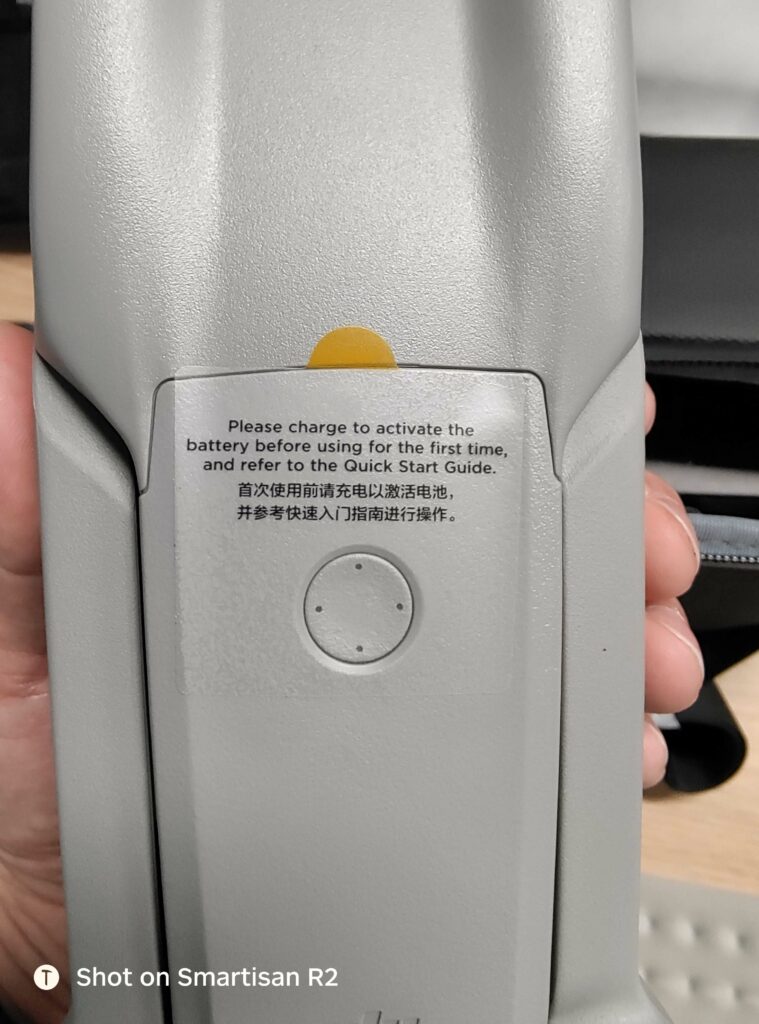 Please charge to activate the
battery before using for the first time,
and refer to the Quick Start Guide.
首次使用前请充电以激活电池，
并参考快速入门指南进行操作。
T Shot on Smartisan R2